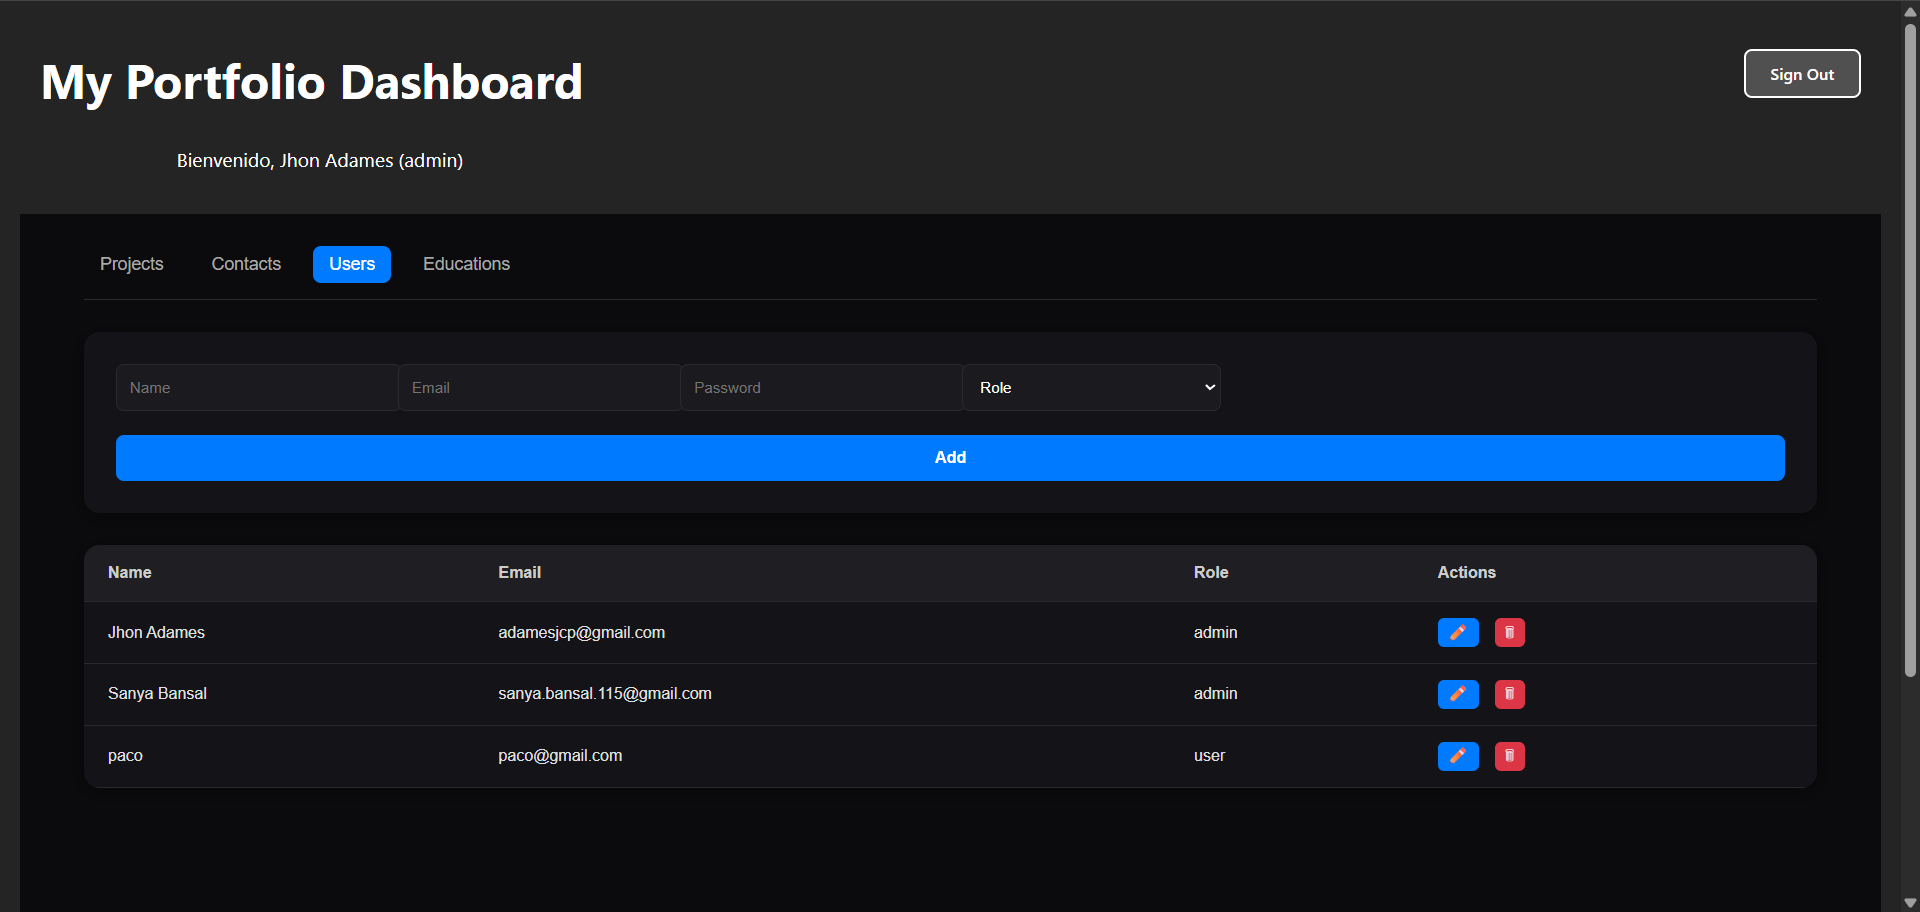 My Portfolio Dashboard
Sign Out
Bienvenido, Jhon Adames (admin)
Projects Contacts Users Educations
Name Email Password Role
Add
Name Email Role Actions
Jhon Adames adamesjcp@gmail.com admin
Sanya Bansal sanya.bansal.115@gmail.com admin
paco paco@gmail.com user